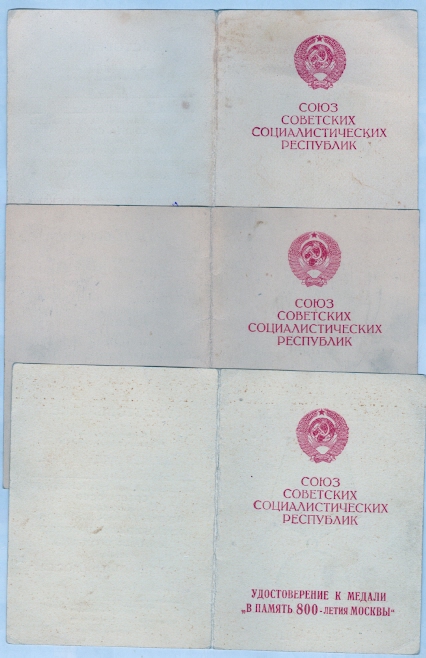 СОЮЗ
СОВЕТСКИХ
СОЦИАЛИСТИЧЕСКИХ
РЕСПУБЛИК
СОЮЗ
СОВЕТСКИХ
СОЦИАЛИСТИЧЕСКИХ
РЕСПУБЛИК
СОЮЗ
СОВЕТСКИХ
СОЦИАЛИСТИЧЕСКИХ
РЕСПУБЛИК
УДОСТОВЕРЕНИЕ К МЕДАЛИ
„В ПАМЯТЬ 800-ЛЕТИЯ МОСКВЫ“